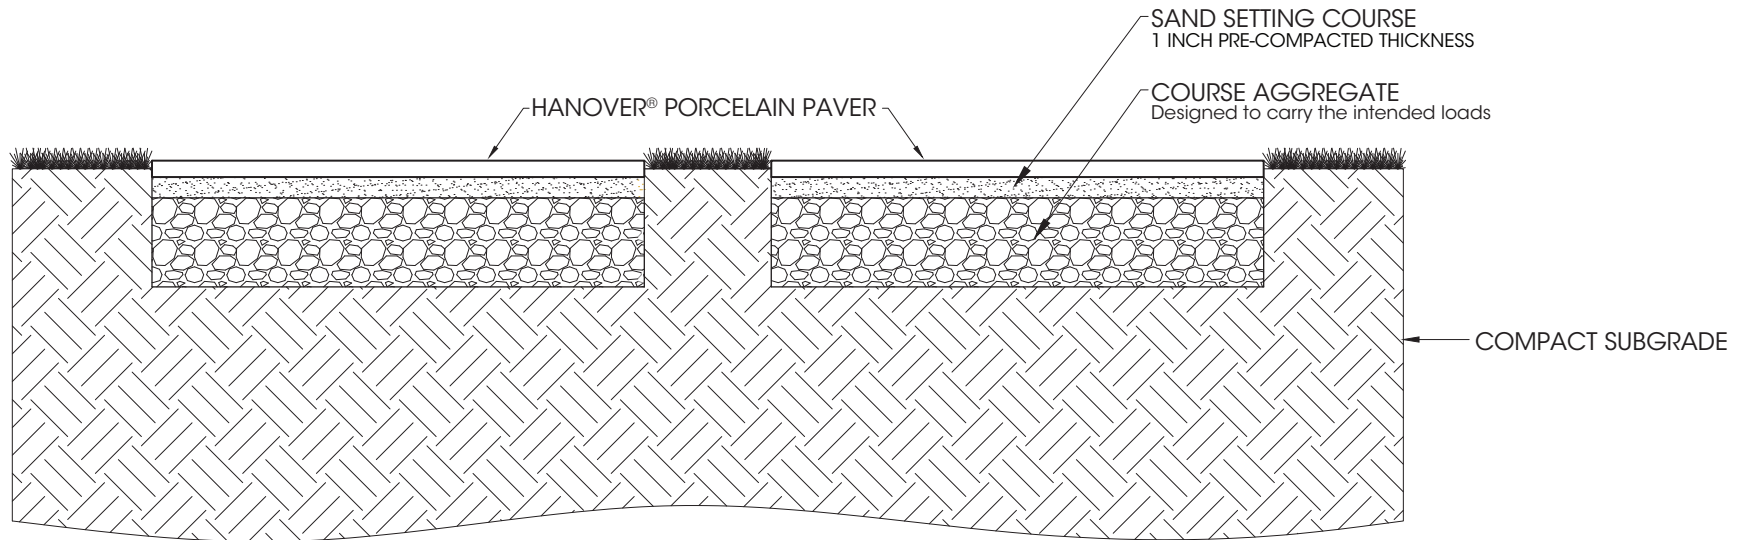 SAND SETTING COURSE
1 INCH PRE-COMPACTED THICKNESS
HANOVER® PORCELAIN PAVER
COURSE AGGREGATE
Designed to carry the intended loads
COMPACT SUBGRADE